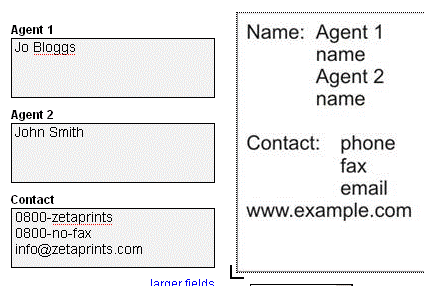 Agent 1
Jo Bloggs
Agent 2
John Smith
Contact
0800-zetaprints
0800-no-fax
info@zetaprints.com
larger fields
Name: Agent 1
name
Agent 2
name
Contact: phone
fax
email
www.example.com